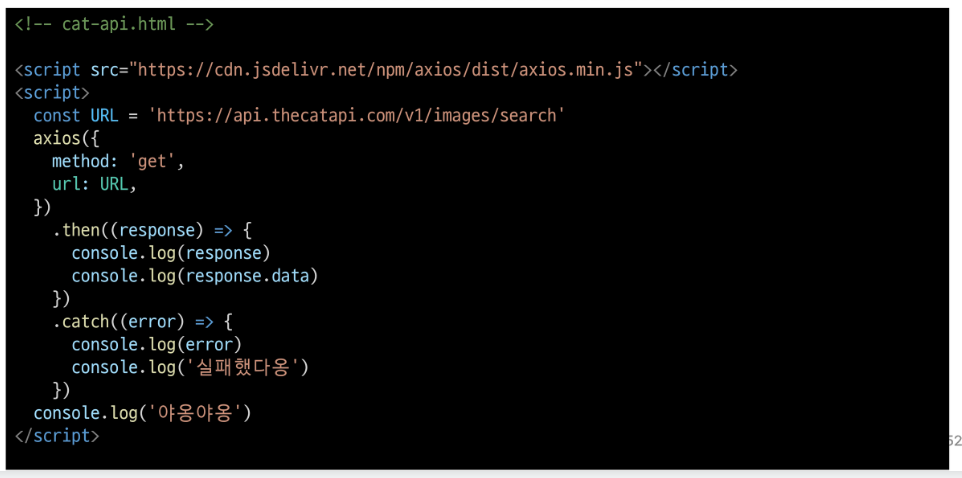 <!-- cat-api.html -->
<script src="https://cdn.jsdelivr.net/npm/axios/dist/axios.min.js"></script>
<script>
  const URL = 'https://api.thecatapi.com/v1/images/search'
  axios({
    method: 'get',
    url: URL,
  })
    .then((response) => {
      console.log(response)
      console.log(response.data)
    })
    .catch((error) => {
      console.log(error)
      console.log('실패했다옹')
    })
  console.log('야옹야옹')
</script>
52